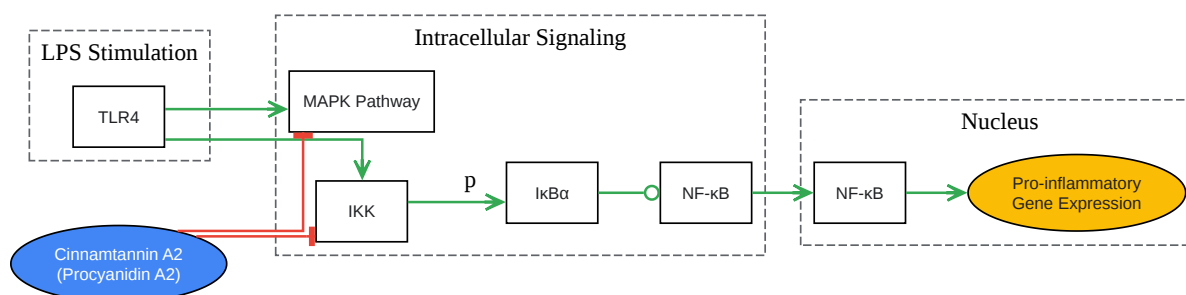 LPS Stimulation
TLR4
Intracellular Signaling
MAPK Pathway
IKK
p
IκBα
NF-κB
Nucleus
NF-κB
Pro-inflammatory
Gene Expression
Cinnamtannin A2
(Procyanidin A2)